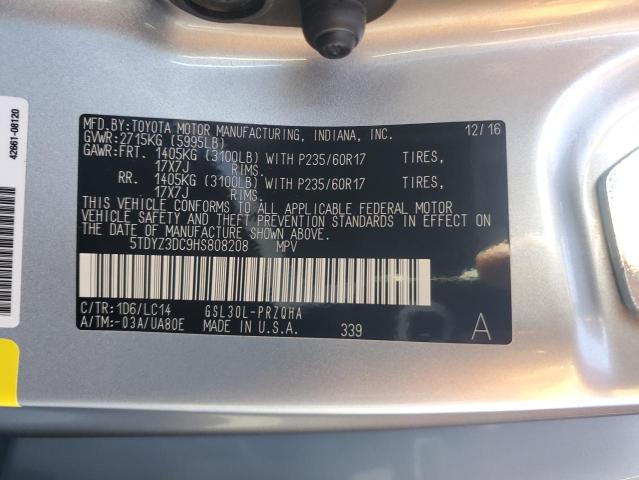 42661-08120
MFD.BY:TOYOTA MOTOR MANUFACTURING, INDIANA, INC. 12/16
GVWR: 2715KG (5995LB)
GAWR:FRT. 1405KG (3100LB) WITH P235/60R17 TIRES,
17X7J RIMS.
RR. 1405KG (3100LB) WITH P235/60R17 TIRES,
17X7J RIMS.
THIS VEHICLE CONFORMS TO ALL APPLICABLE FEDERAL MOTOR
VEHICLE SAFETY AND BUMPER STANDARDS IN EFFECT ON
THE DATE OF MANUFACTURE SHOWN ABOVE.
5TDYZ3DC9HS808208 MPV
C/TR: 1D6/LC14 GSL30L-PRZQHA
A/TM:-03A/UA80E MADE IN U.S.A. 339 A